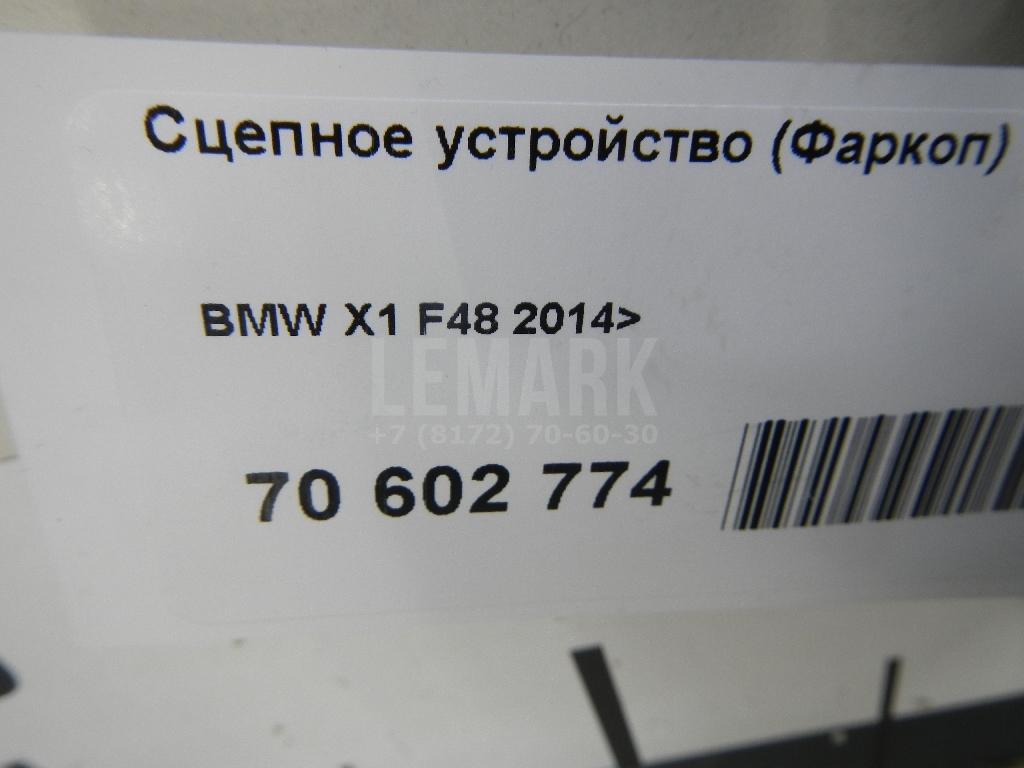 Сцепное устройство (Фаркоп)
BMW X1 F48 2014>
LEMARK
+7 (8172) 70-60-30
70 602 774